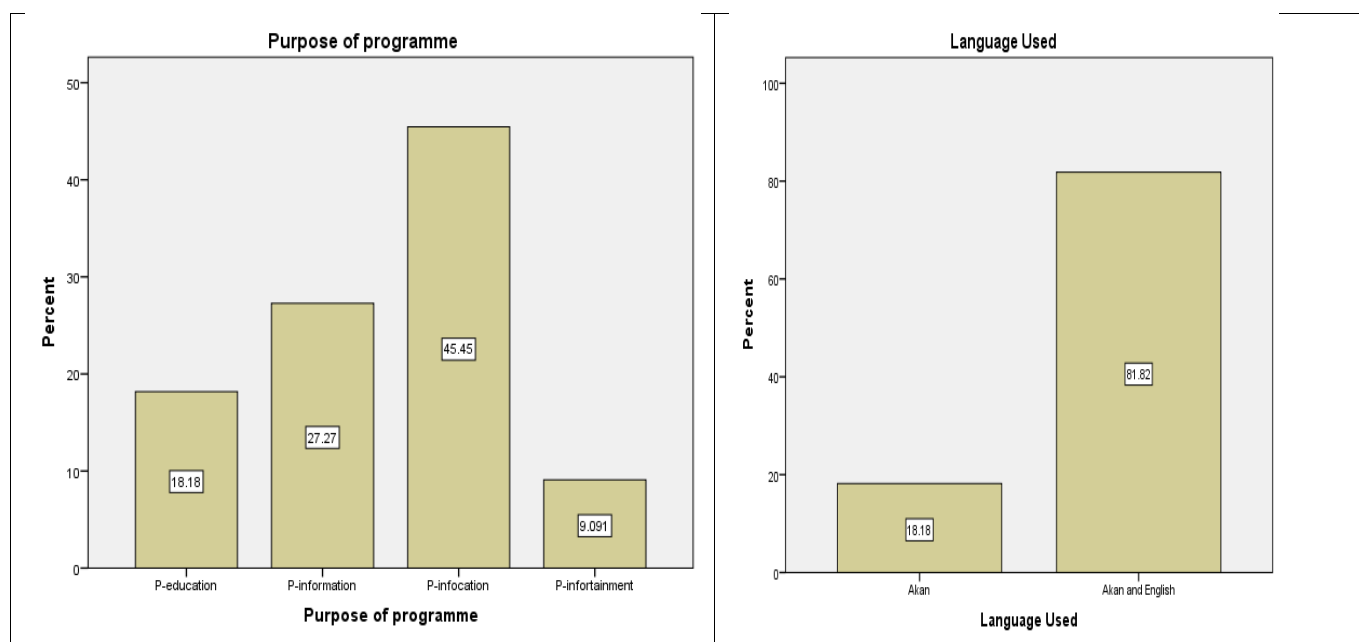 Purpose of programme
50
40
30
20
10
0
Percent
45.45
27.27
18.18
9.091
P-education P-information P-infocation P-infortainment
Purpose of programme
Language Used
100
80
60
40
20
0
Percent
81.82
18.18
Akan Akan and English
Language Used